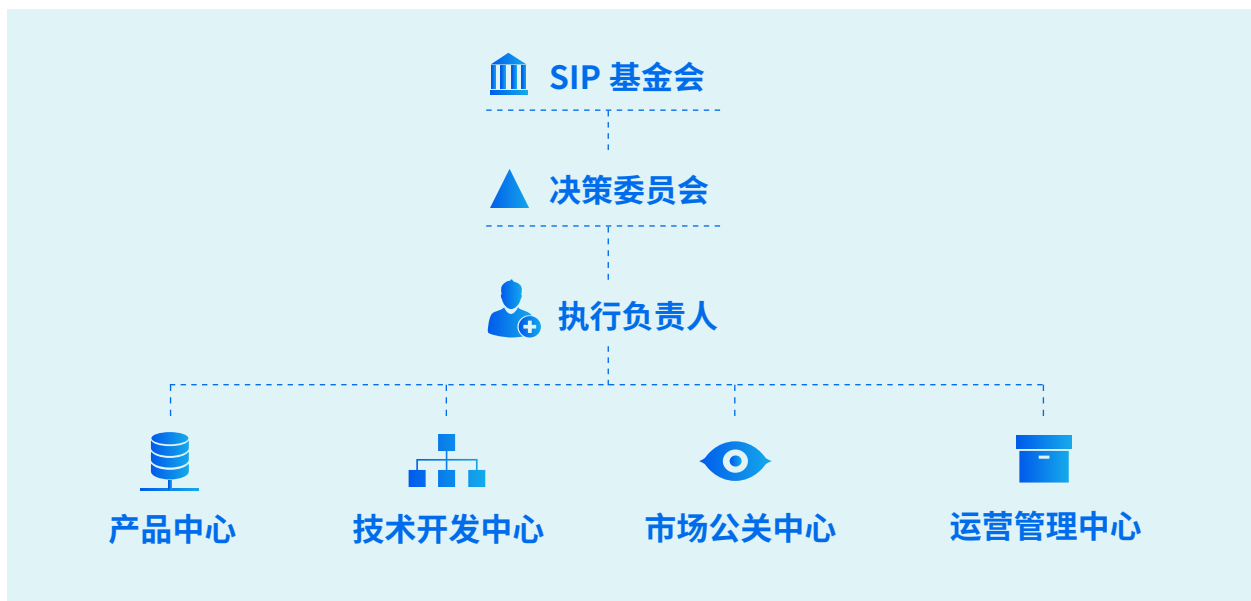 SIP 基金会
决策委员会
执行负责人
产品中心
技术开发中心
市场公关中心
运营管理中心